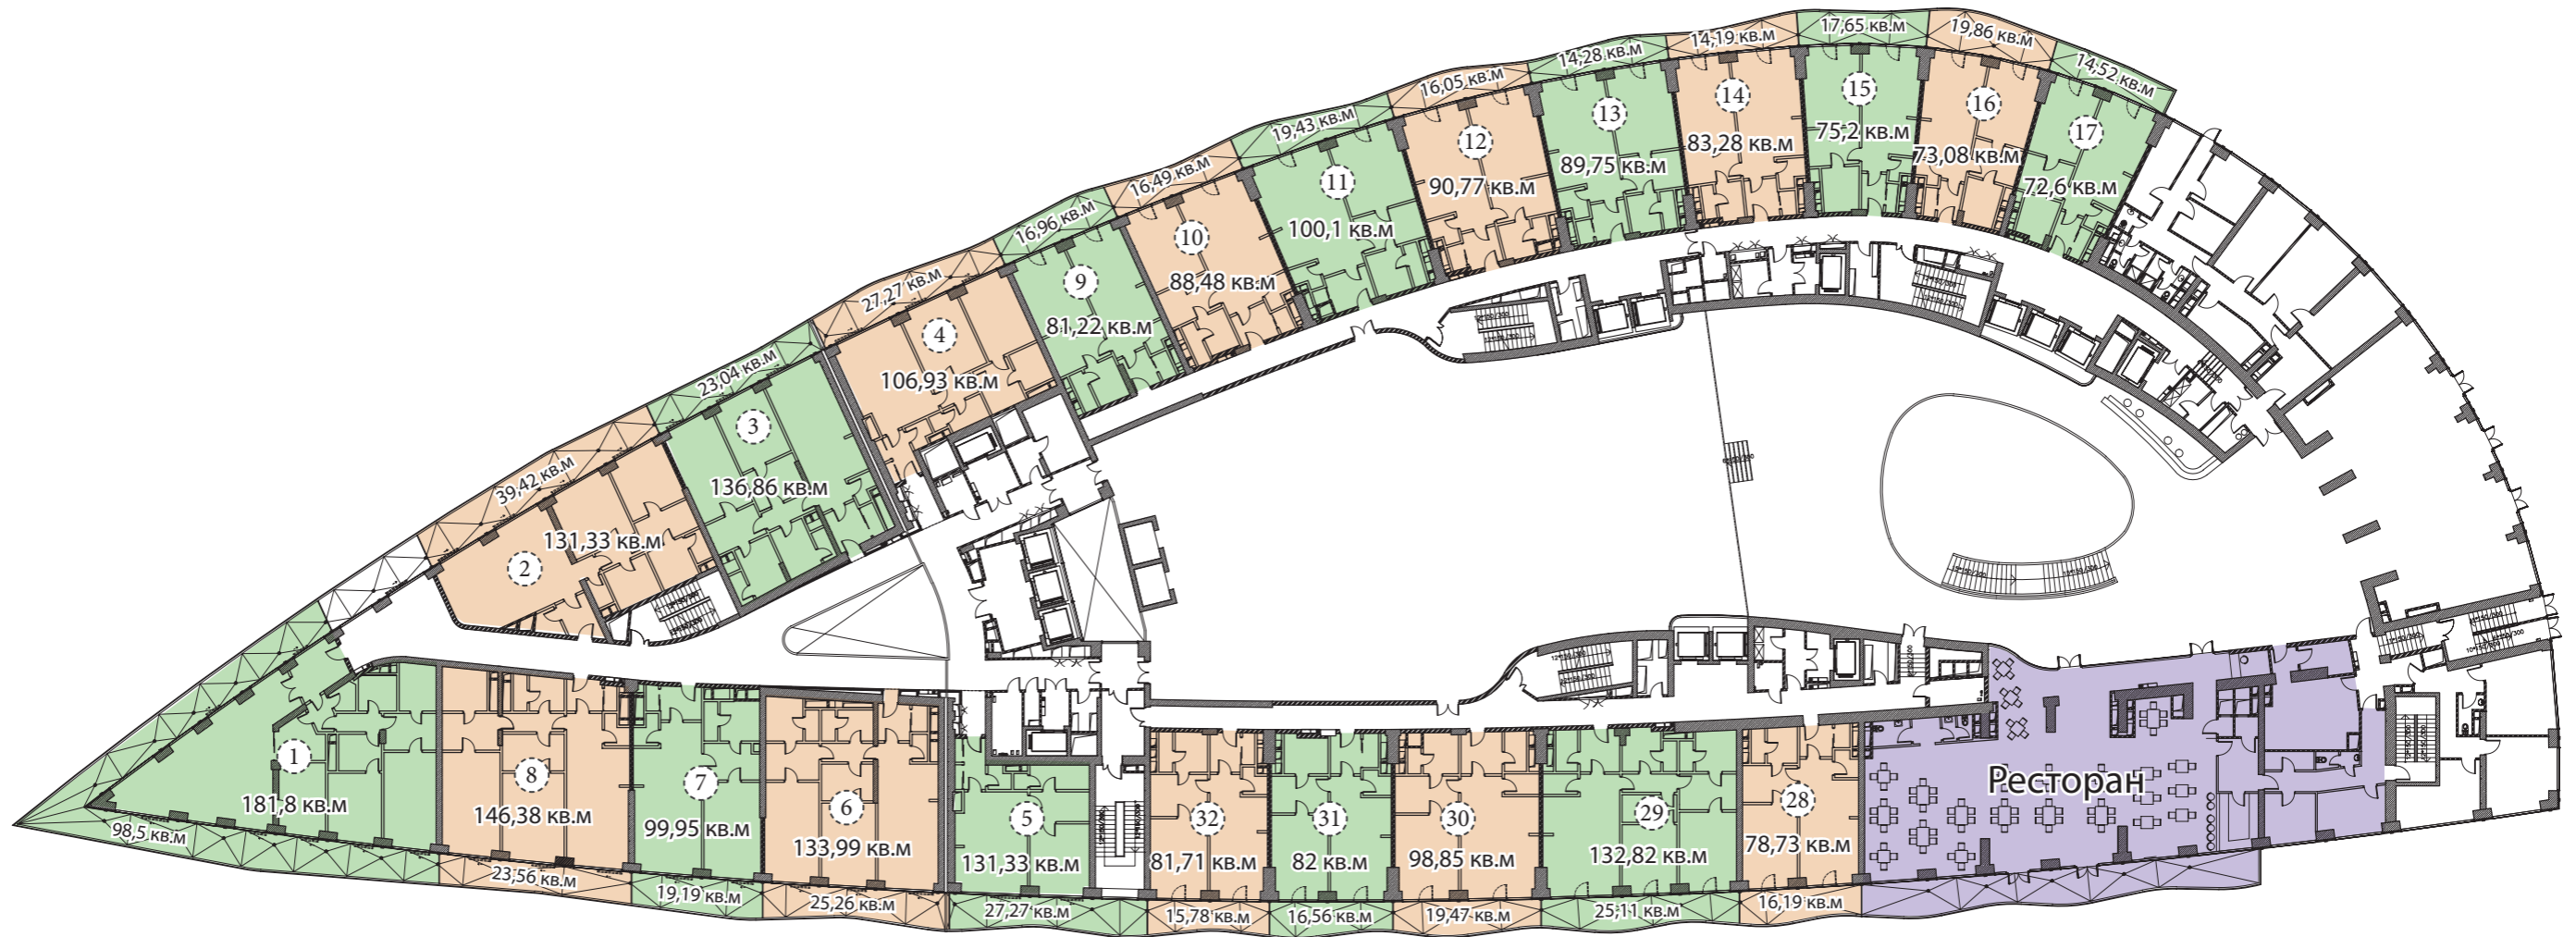 17,65 кв.м
19,86 кв.м
14,19 кв.м
14,28 кв.м
14,52 кв.м
16,05 кв.м
19,43 кв.м
16,49 кв.м
16,96 кв.м
27,27 кв.м
23,04 кв.м
39,42 кв.м
15
75,2 кв.м
14
83,28 кв.м
16
73,08 кв.м
13
89,75 кв.м
17
72,6 кв.м
12
90,77 кв.м
11
100,1 кв.м
10
88,48 кв.м
9
81,22 кв.м
4
106,93 кв.м
3
136,86 кв.м
2
131,33 кв.м
1
181,8 кв.м
8
146,38 кв.м
7
99,95 кв.м
6
133,99 кв.м
5
131,33 кв.м
32
81,71 кв.м
31
82 кв.м
30
98,85 кв.м
29
132,82 кв.м
28
78,73 кв.м
Ресторан
98,5 кв.м
23,56 кв.м
19,19 кв.м
25,26 кв.м
27,27 кв.м
15,78 кв.м
16,56 кв.м
19,47 кв.м
25,11 кв.м
16,19 кв.м